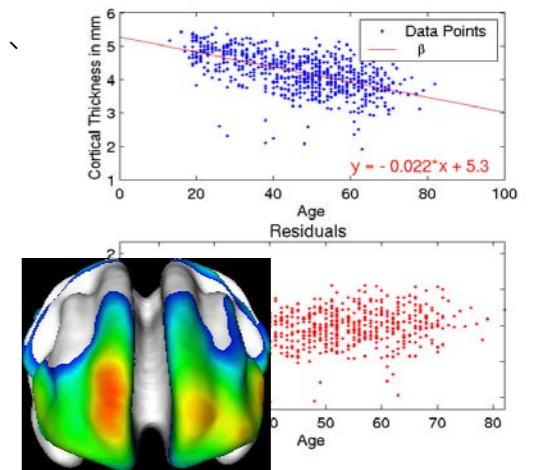 6
5
4
3
2
1
Cortical Thickness in mm
Data Points
β
y = - 0.022*x + 5.3
0 20 40 60 80 100
Age
Residuals
2
0 50 60 70 80
Age